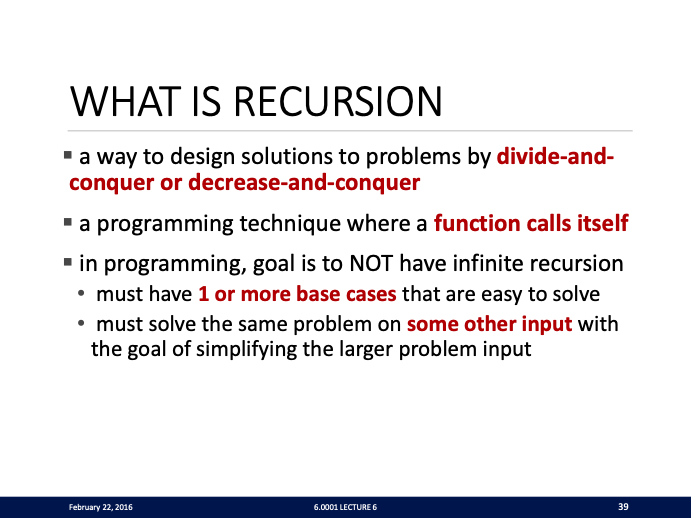 WHAT IS RECURSION
▪ a way to design solutions to problems by divide-and-
conquer or decrease-and-conquer
▪ a programming technique where a function calls itself
▪ in programming, goal is to NOT have infinite recursion
• must have 1 or more base cases that are easy to solve
• must solve the same problem on some other input with
the goal of simplifying the larger problem input
February 22, 2016 6.0001 LECTURE 6 39